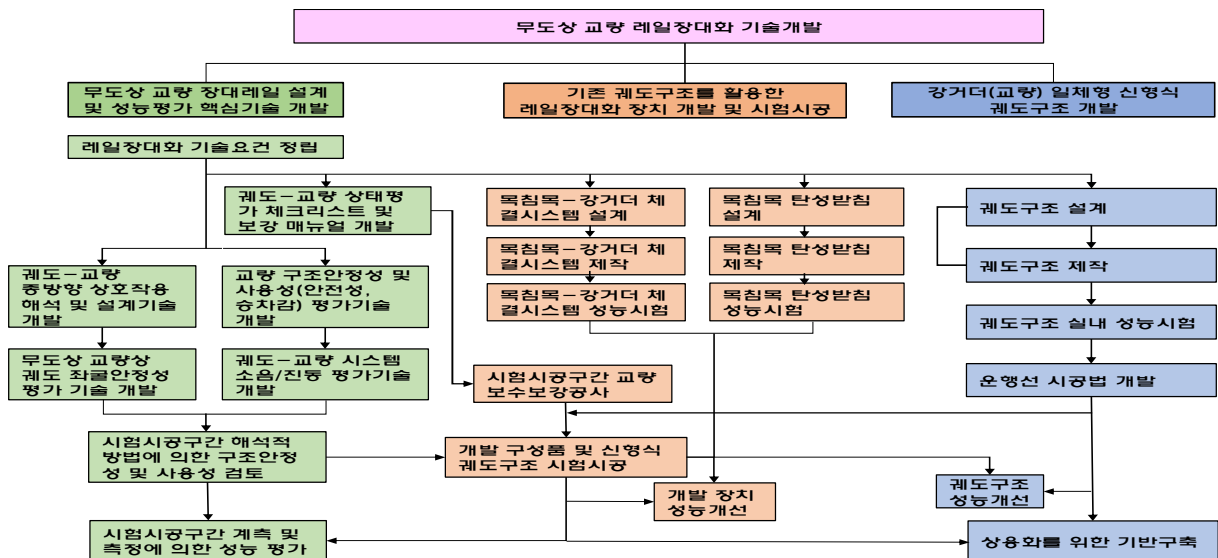 무도상 교량 레일장대화 기술개발
무도상 교량 장대레일 설계
및 성능평가 핵심기술 개발
기존 궤도구조를 활용한
레일장대화 장치 개발 및 시험시공
강거더(교량) 일체형 신형식
궤도구조 개발
레일장대화 기술요건 정립
궤도-교량 상태평
가 체크리스트 및
보강 매뉴얼 개발
목침목-강거더 체
결시스템 설계
목침목 탄성받침
설계
궤도구조 설계
목침목-강거더 체
결시스템 제작
목침목 탄성받침
제작
궤도구조 제작
궤도-교량
종방향 상호작용
해석 및 설계기술
개발
교량 구조안정성 및
사용성(안전성,
승차감) 평가기술
개발
목침목-강거더 체
결시스템 성능시험
목침목 탄성받침
성능시험
궤도구조 실내 성능시험
무도상 교량상
궤도 좌굴안정성
평가 기술 개발
궤도-교량 시스템
소음/진동 평가기술
개발
시험시공구간 교량
보수보강공사
운행선 시공법 개발
시험시공구간 해석적
방법에 의한 구조안정
성 및 사용성 검토
개발 구성품 및 신형식
궤도구조 시험시공
개발 장치
성능개선
궤도구조
성능개선
시험시공구간 계측 및
측정에 의한 성능 평가
상용화를 위한 기반구축